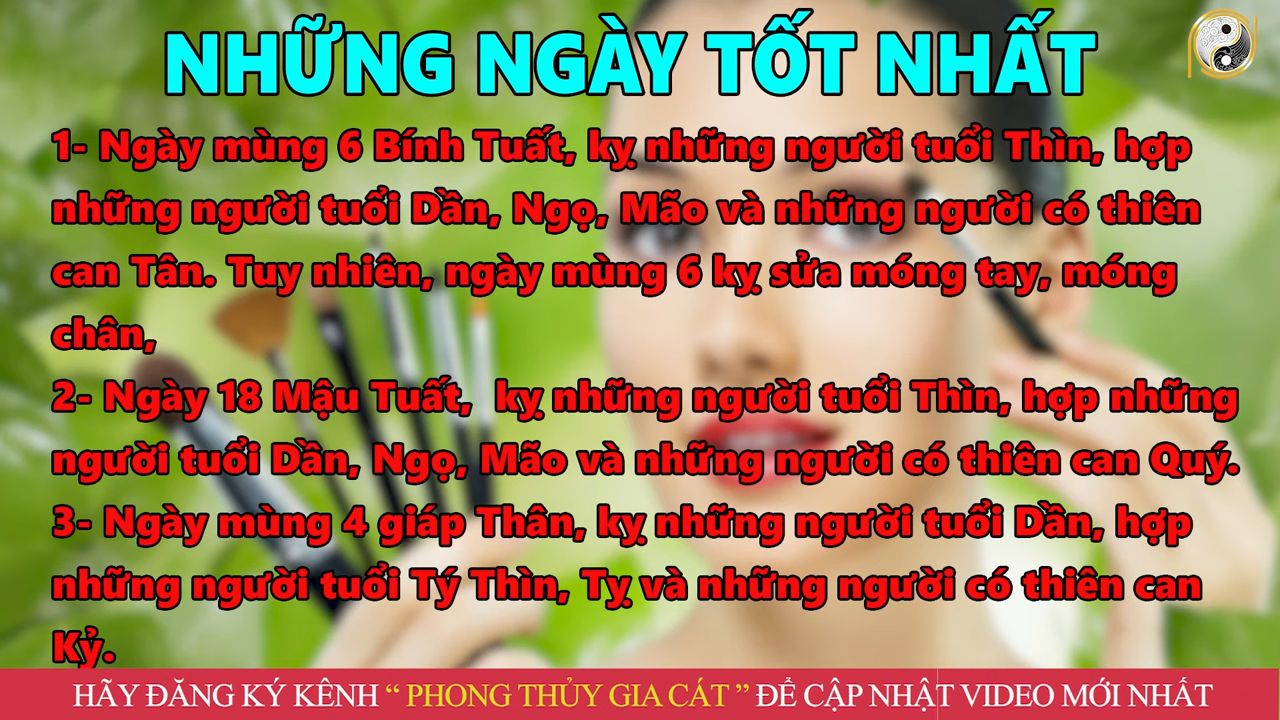 NHỮNG NGÀY TỐT NHẤT
1- Ngày mùng 6 Bính Tuất, kỵ những người tuổi Thìn, hợp
những người tuổi Dần, Ngọ, Mão và những người có thiên
can Tân. Tuy nhiên, ngày mùng 6 kỵ sửa móng tay, móng
chân,
2- Ngày 18 Mậu Tuất,  kỵ những người tuổi Thìn, hợp những
người tuổi Dần, Ngọ, Mão và những người có thiên can Quý.
3- Ngày mùng 4 giáp Thân, kỵ những người tuổi Dần, hợp
những người tuổi Tý Thìn, Tỵ và những người có thiên can
Kỷ.
HÃY ĐĂNG KÝ KÊNH “ PHONG THỦY GIA CÁT ” ĐỂ CẬP NHẬT VIDEO MỚI NHẤT